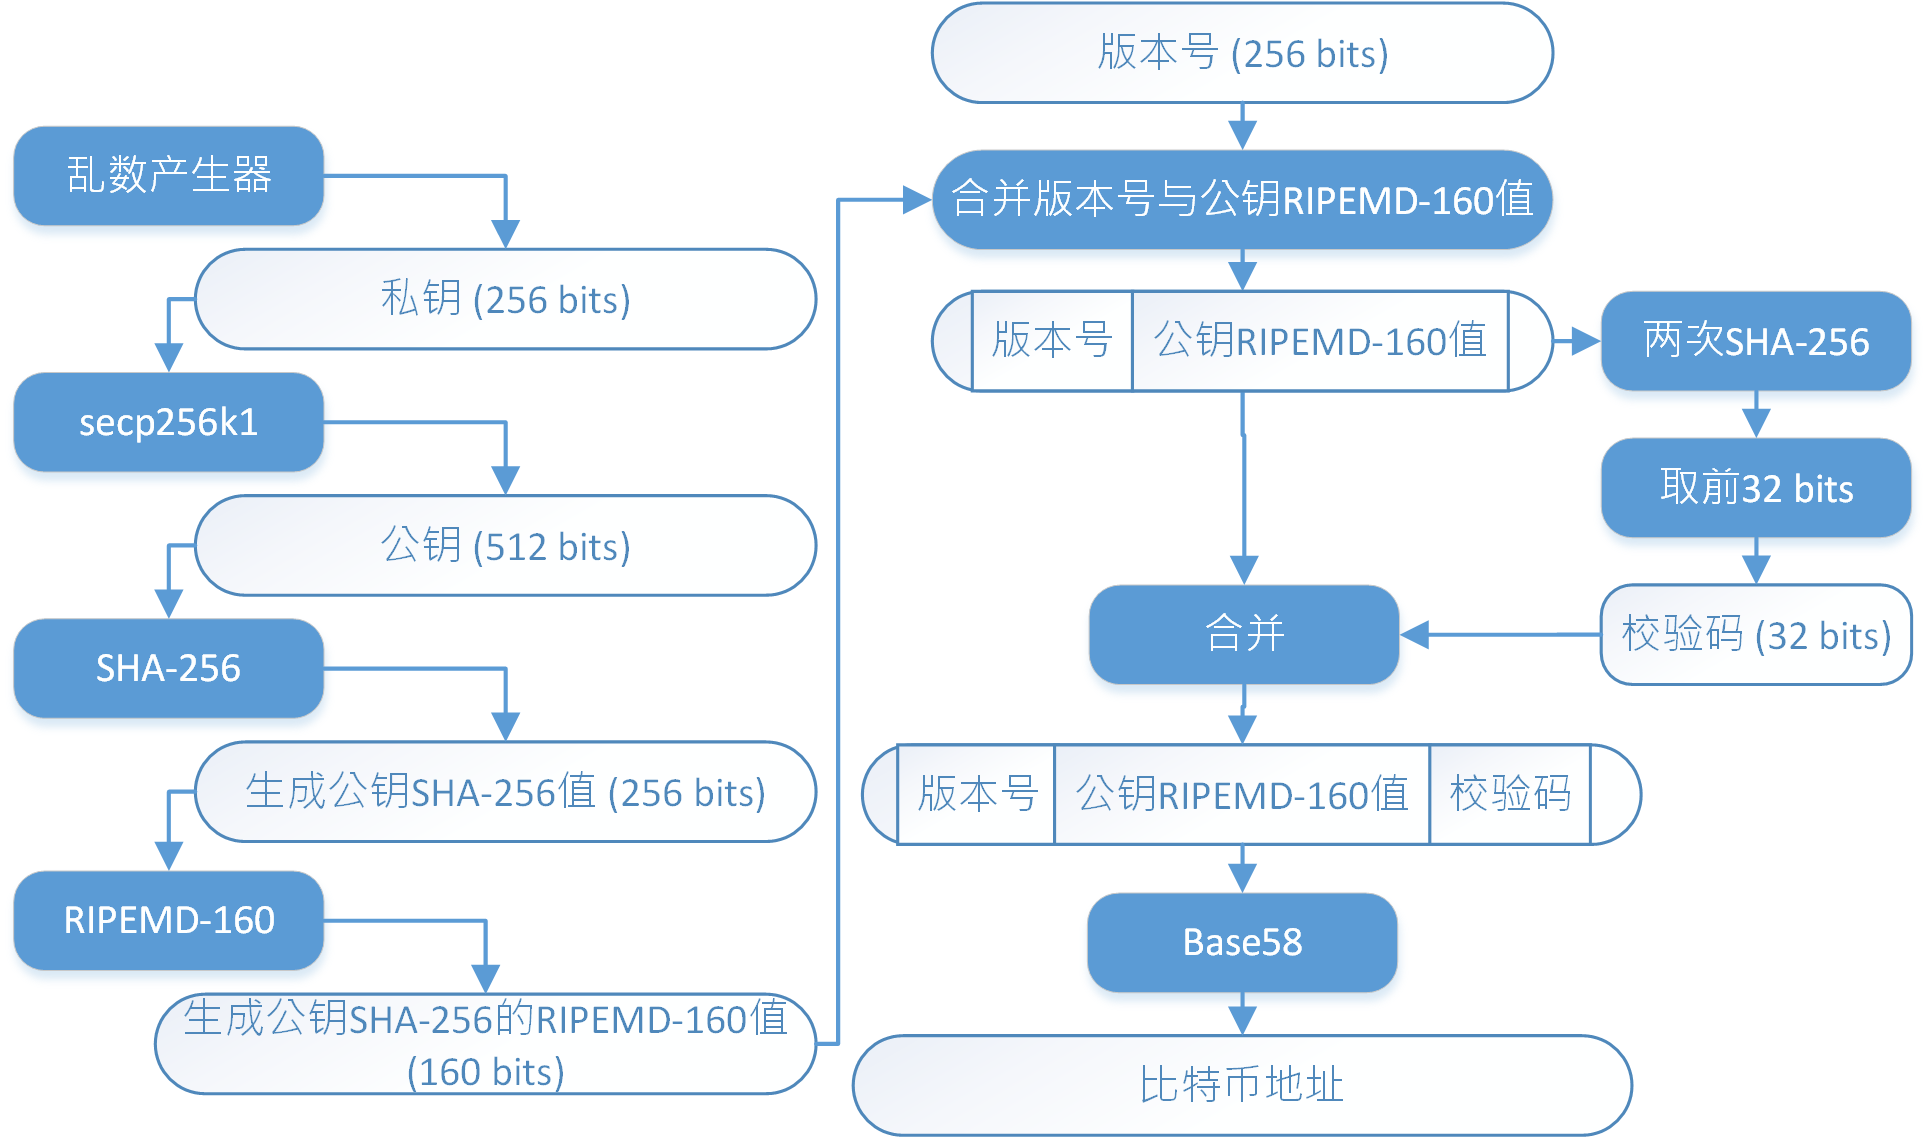 乱数产生器
私钥 (256 bits)
secp256k1
公钥 (512 bits)
SHA-256
生成公钥SHA-256值 (256 bits)
RIPEMD-160
生成公钥SHA-256的RIPEMD-160值
(160 bits)
版本号 (256 bits)
合并版本号与公钥RIPEMD-160值
版本号 公钥RIPEMD-160值
两次SHA-256
取前32 bits
校验码 (32 bits)
合并
版本号 公钥RIPEMD-160值 校验码
Base58
比特币地址